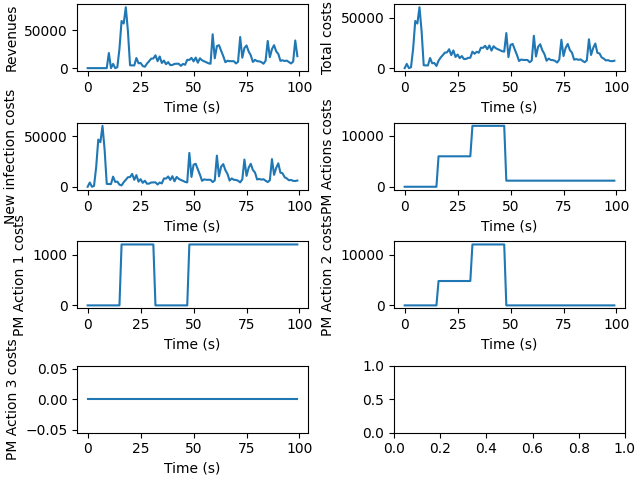 Revenues
50000
0
0 25 50 75 100
Time (s)
Total costs
50000
0
0 25 50 75 100
Time (s)
New infection costs
50000
0
0 25 50 75 100
Time (s)
PM Actions costs
10000
0
0 25 50 75 100
Time (s)
PM Action 1 costs
1000
0
0 25 50 75 100
Time (s)
PM Action 2 costs
10000
0
0 25 50 75 100
Time (s)
PM Action 3 costs
0.05
0.00
−0.05
0 25 50 75 100
Time (s)
1.0
0.5
0.0
0.0 0.2 0.4 0.6 0.8 1.0